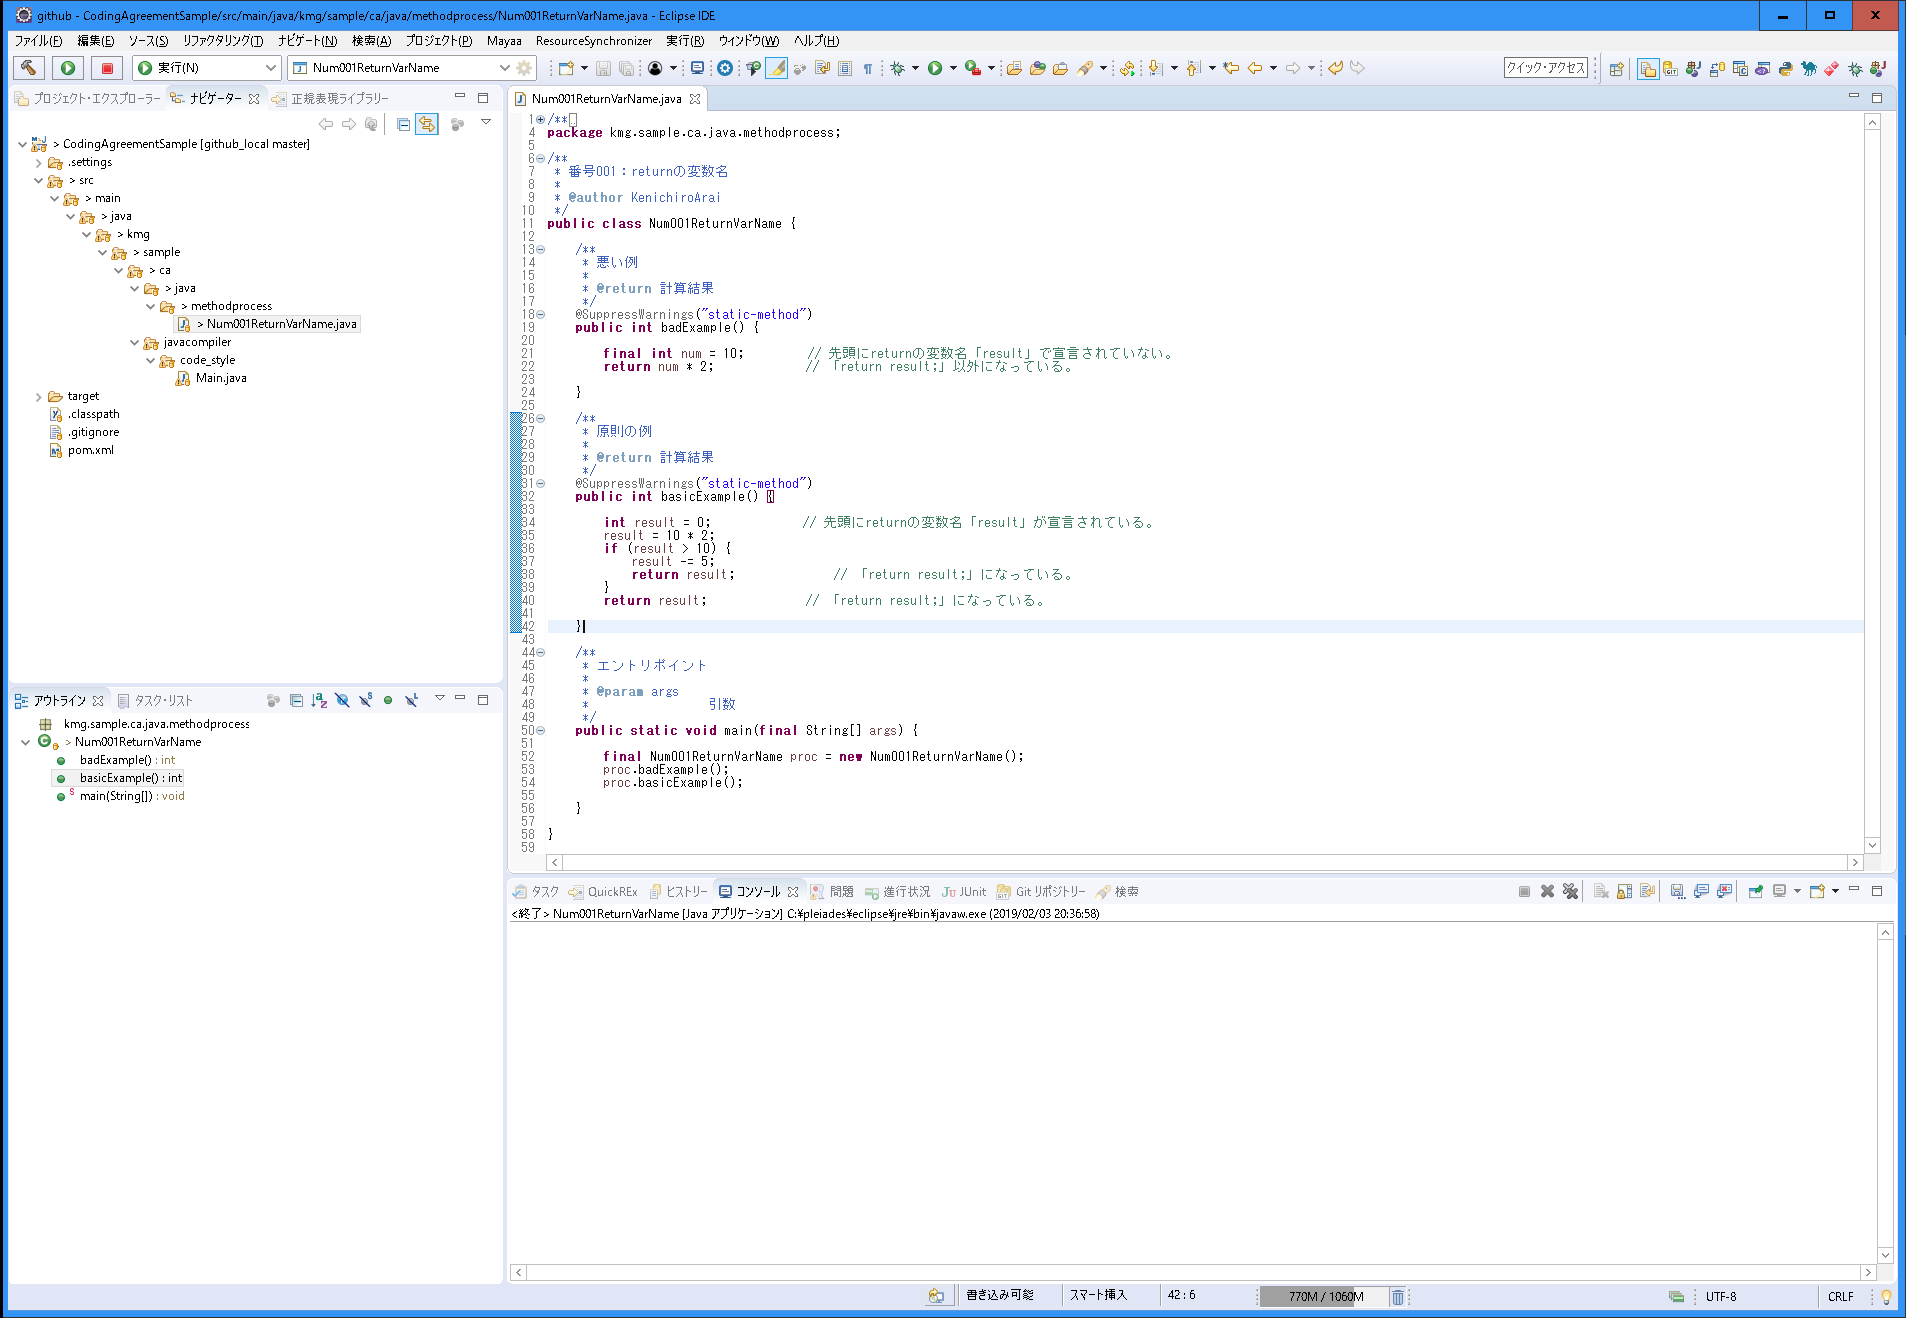 github - CodingAgreementSample/src/main/java/kmg/sample/ca/java/methodprocess/Num001ReturnVarName.java - Eclipse IDE
ファイル(F) 編集(E) ソース(S) リファクタリング(T) ナビゲート(N) 検索(A) プロジェクト(P) Mayaa ResourceSynchronizer 実行(R) ウィンドウ(W) ヘルプ(H)
実行(N) Num001ReturnVarName クイック・アクセス
プロジェクト・エクスプローラー ナビゲーター 正規表現ライブラリー
> CodingAgreementSample [github_local master]
.settings
> src
> main
> java
> kmg
> sample
> ca
> java
> methodprocess
> Num001ReturnVarName.java
javacompiler
code_style
Main.java
target
.classpath
.gitignore
pom.xml
アウトライン タスク・リスト
kmg.sample.ca.java.methodprocess
> Num001ReturnVarName
badExample() : int
basicExample() : int
main(String[]) : void
Num001ReturnVarName.java
1 /**
4 package kmg.sample.ca.java.methodprocess;
5
6 /**
7 * 番号001：returnの変数名
8 *
9 * @author KenichiroArai
10 */
11 public class Num001ReturnVarName {
12
13 /**
14 * 悪い例
15 *
16 * @return 計算結果
17 */
18 @SuppressWarnings("static-method")
19 public int badExample() {
20
21 final int num = 10; // 先頭にreturnの変数名「result」で宣言されていない。
22 return num * 2; // 「return result;」以外になっている。
23
24 }
25
26 /**
27 * 原則の例
28 *
29 * @return 計算結果
30 */
31 @SuppressWarnings("static-method")
32 public int basicExample() {
33
34 int result = 0; // 先頭にreturnの変数名「result」が宣言されている。
35 result = 10 * 2;
36 if (result > 10) {
37 result -= 5;
38 return result; // 「return result;」になっている。
39 }
40 return result; // 「return result;」になっている。
41
42 }
43
44 /**
45 * エントリポイント
46 *
47 * @param args
48 * 引数
49 */
50 public static void main(final String[] args) {
51
52 final Num001ReturnVarName proc = new Num001ReturnVarName();
53 proc.badExample();
54 proc.basicExample();
55
56 }
57
58 }
59
タスク QuickREx ヒストリー コンソール 問題 進行状況 JUnit Git リポジトリー 検索
<終了> Num001ReturnVarName [Java アプリケーション] C:¥pleiades¥eclipse¥jre¥bin¥javaw.exe (2019/02/03 20:36:58)
書き込み可能 スマート挿入 42 : 6 770M / 1060M UTF-8 CRLF